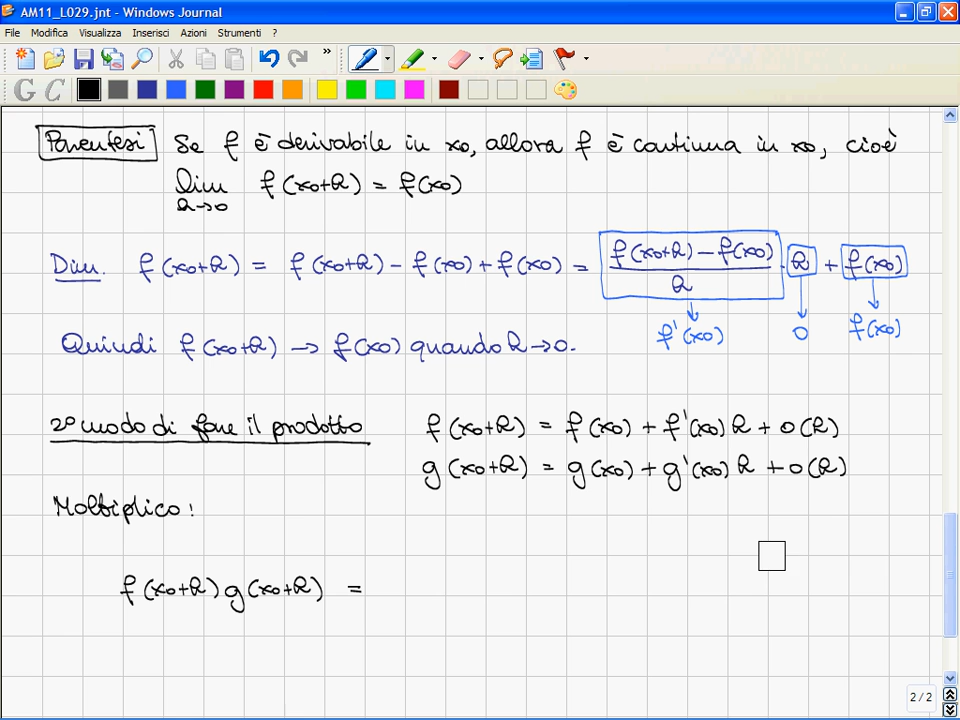 AM11_L029.jnt - Windows Journal
File Modifica Visualizza Inserisci Azioni Strumenti ?
»
G C
Parentesi Se f è derivabile in x0, allora f è continua in x0, cioè
lim f(x0+h) = f(x0)
h→0
Dim. f(x0+h) = f(x0+h) - f(x0) + f(x0) = f(x0+h) - f(x0) / h · h + f(x0)
f'(x0) 0 f(x0)
Quindi f(x0+h) → f(x0) quando h→0.
2º modo di fare il prodotto f(x0+h) = f(x0) + f'(x0)h + o(h)
g(x0+h) = g(x0) + g'(x0)h + o(h)
Moltiplico:
f(x0+h)g(x0+h) =
2 / 2